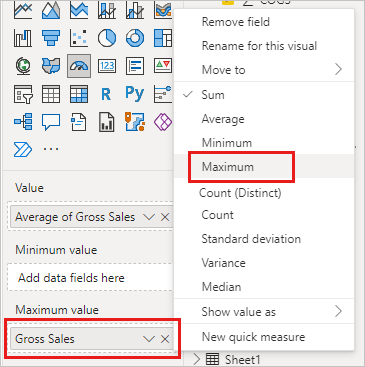 COGS
Remove field
Rename for this visual
Move to
Sum
Average
Minimum
Maximum
Count (Distinct)
Count
Standard deviation
Variance
Median
Show value as
New quick measure
123
R Py
Value
Average of Gross Sales
Minimum value
Add data fields here
Maximum value
Gross Sales
Sheet1